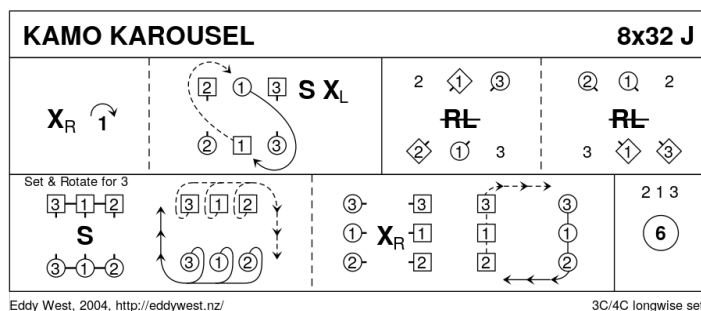 KAMO KAROUSEL 8x32 J
X R 1
2 1 3 S X L
2 1 3
2 1 3
RL
2 1 3
2 1 2
RL
3 1 3
Set & Rotate for 3
3 1 2
S
3 1 2
3 1 2
3 1 2
3 3
1 X R 1
2 2
3 3
1 1
2 2
2 1 3
6
Eddy West, 2004, http://eddywest.nz/ 3C/4C longwise set